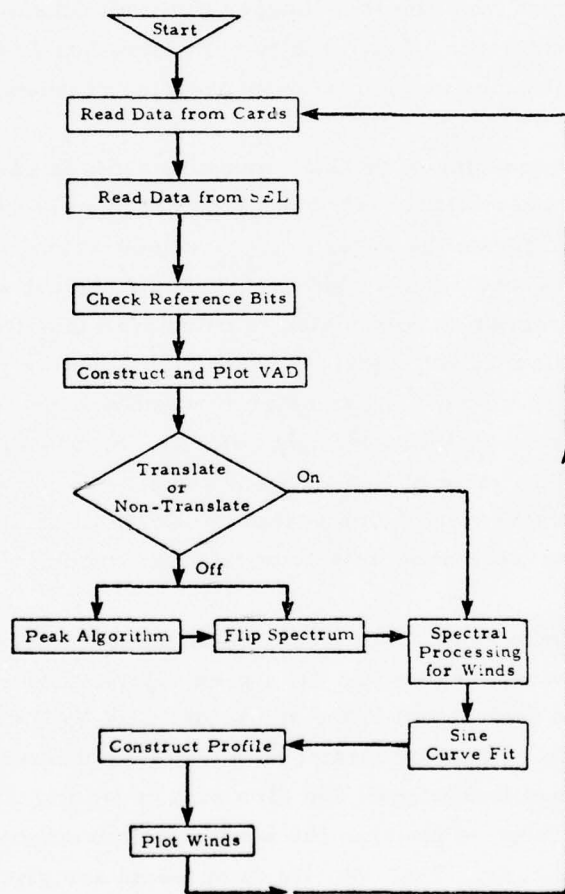 Start
Read Data from Cards
Read Data from SEL
Check Reference Bits
Construct and Plot VAD
Translate
or
Non-Translate
On
Off
Peak Algorithm
Flip Spectrum
Spectral
Processing
for Winds
Sine
Curve Fit
Construct Profile
Plot Winds